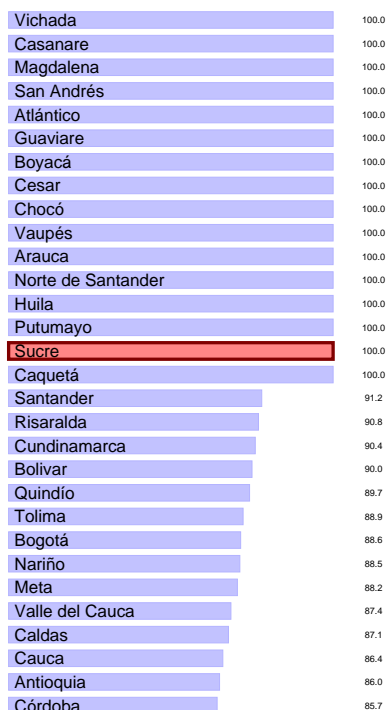 Vichada 100.0
Casanare 100.0
Magdalena 100.0
San Andrés 100.0
Atlántico 100.0
Guaviare 100.0
Boyacá 100.0
Cesar 100.0
Chocó 100.0
Vaupés 100.0
Arauca 100.0
Norte de Santander 100.0
Huila 100.0
Putumayo 100.0
Sucre 100.0
Caquetá 100.0
Santander 91.2
Risaralda 90.8
Cundinamarca 90.4
Bolivar 90.0
Quindío 89.7
Tolima 88.9
Bogotá 88.6
Nariño 88.5
Meta 88.2
Valle del Cauca 87.4
Caldas 87.1
Cauca 86.4
Antioquia 86.0
Córdoba 85.7